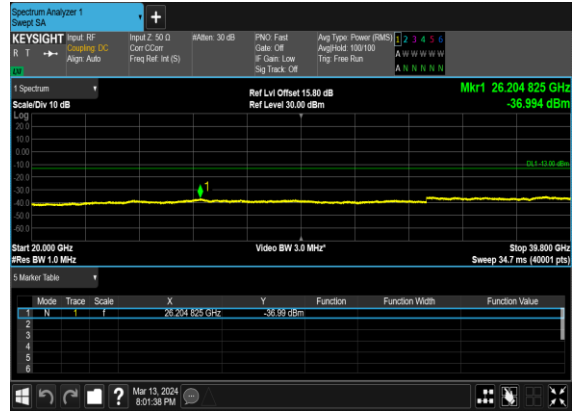 Spectrum Analyzer 1
Swept SA
+
KEYSIGHT Input: RF Input Z: 50 Ω #Atten: 30 dB PNO: Fast Avg Type: Power (RMS) 1 2 3 4 5 6
R T Coupling: DC Corr CCorr Gate: Off Avg|Hold: 100/100 A W W W W W
Align: Auto Freq Ref: Int (S) IF Gain: Low Trig: Free Run
Sig Track: Off A N N N N N
1 Spectrum Ref Lvl Offset 15.80 dB Mkr1 26.204 825 GHz
Scale/Div 10 dB Ref Level 30.00 dBm -36.994 dBm
Log
20.0
10.0
0.00
-10.0
DL1 -13.00 dBm
-20.0
-30.0
1
-40.0
-50.0
-60.0
Start 20.000 GHz Video BW 3.0 MHz* Stop 39.800 GHz
#Res BW 1.0 MHz Sweep 34.7 ms (40001 pts)
5 Marker Table
Mode Trace Scale X Y Function Function Width Function Value
1 N 1 f 26.204 825 GHz -36.99 dBm
2
3
4
5
6
? Mar 13, 2024
8:01:38 PM